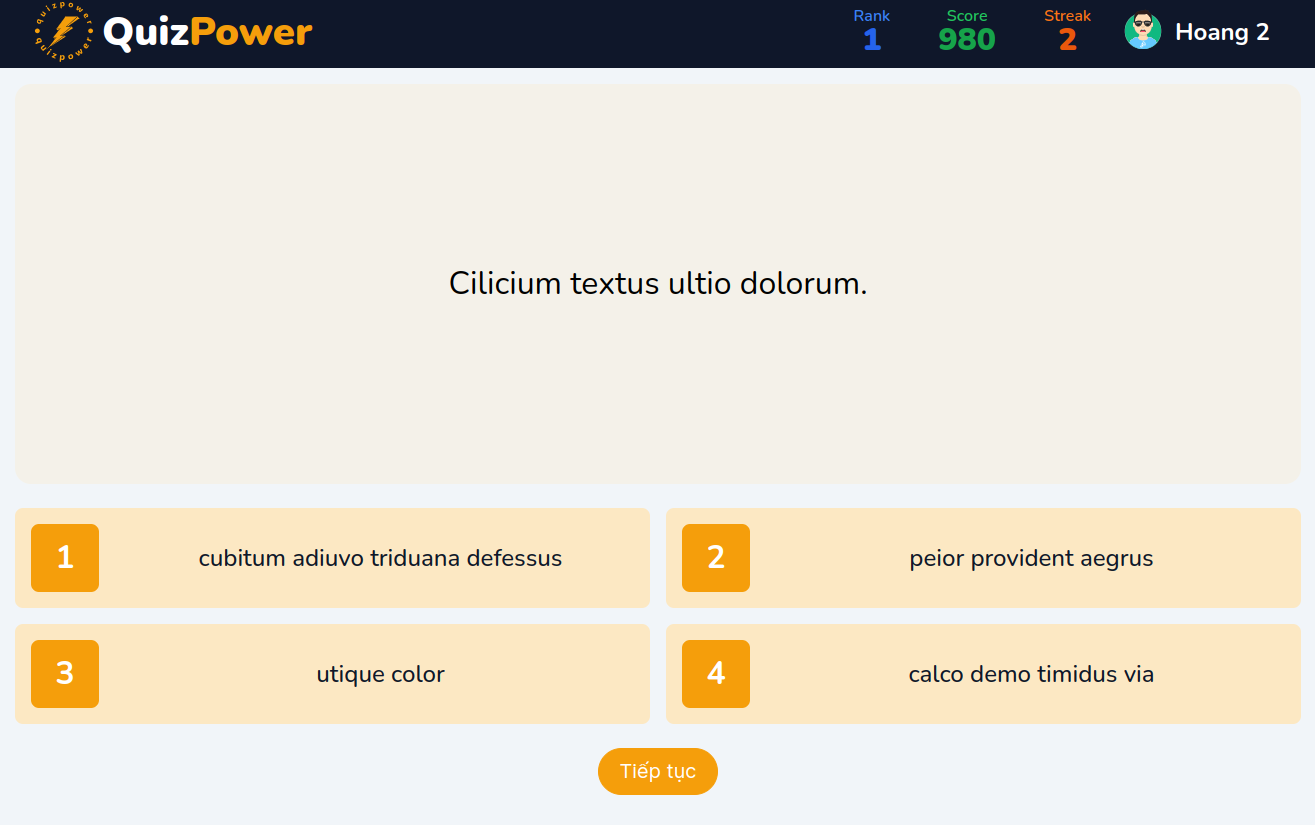 quizpower quizpower
QuizPower
Rank
1
Score
980
Streak
2
Hoang 2
Cilicium textus ultio dolorum.
1
cubitum adiuvo triduana defessus
2
peior provident aegrus
3
utique color
4
calco demo timidus via
Tiếp tục